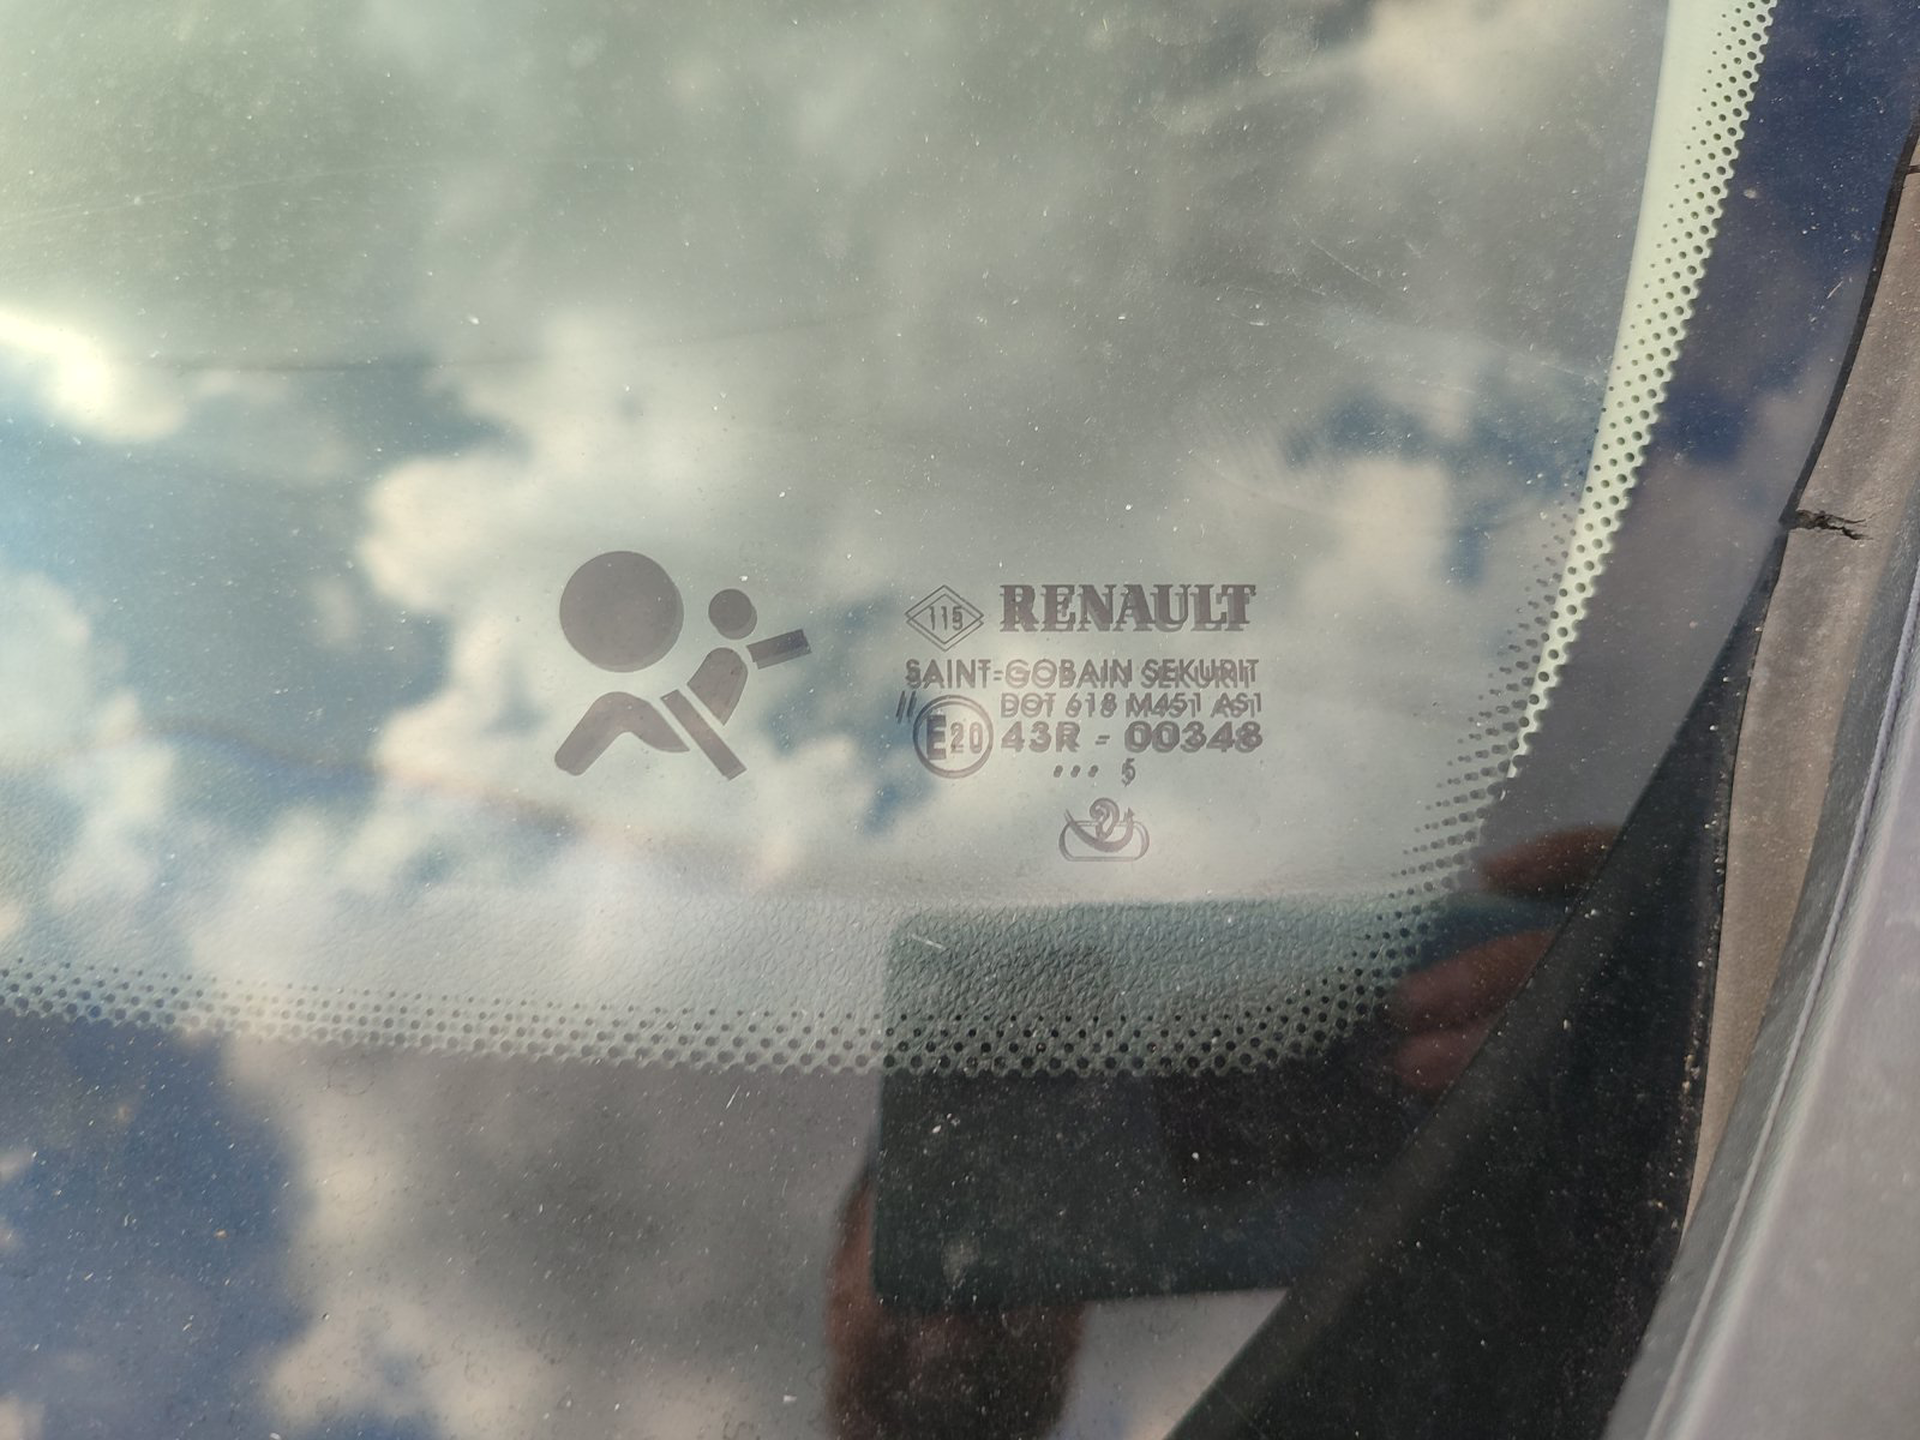 115 RENAULT
SAINT-GOBAIN SEKURIT
DOT 618 M451 AS1
// E20 43R - 00348
... 5